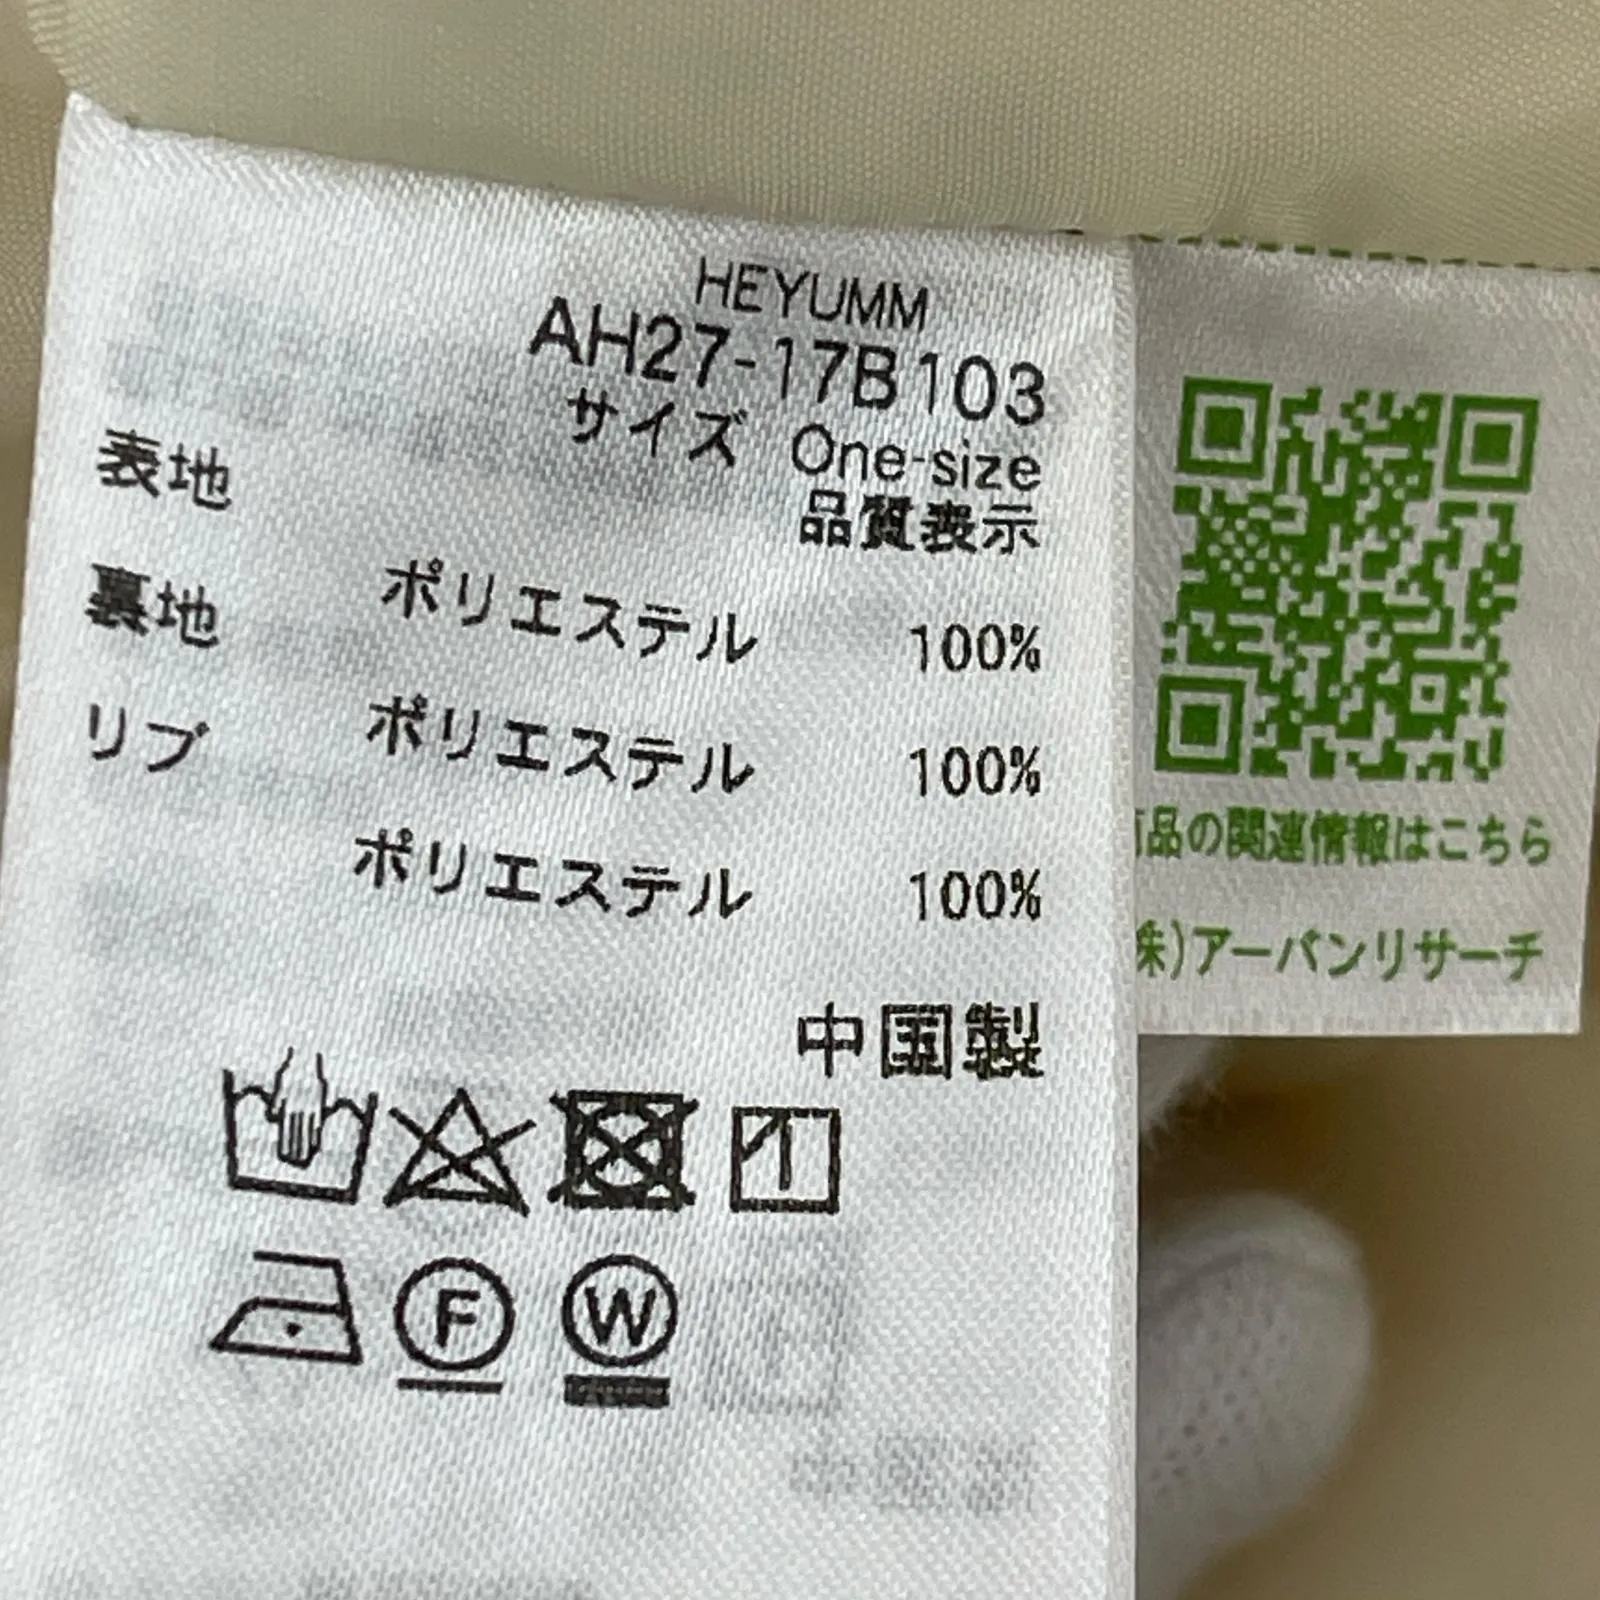 HEYUMM
AH27-17B103
サイズ One-size
品質表示
表地
ポリエステル 100%
裏地
ポリエステル 100%
リブ
ポリエステル 100%
中国製
F
W
品の関連情報はこちら
株)アーバンリサーチ